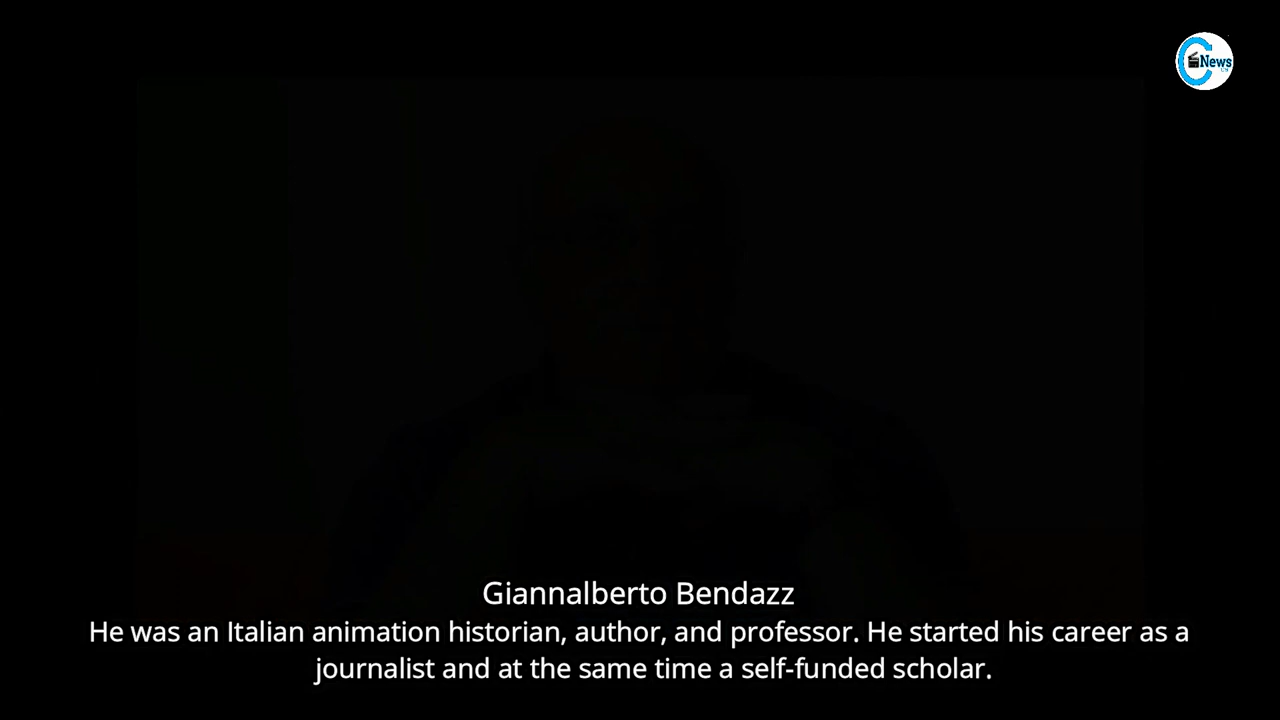 C
News
Giannalberto Bendazz
He was an Italian animation historian, author, and professor. He started his career as a
journalist and at the same time a self-funded scholar.